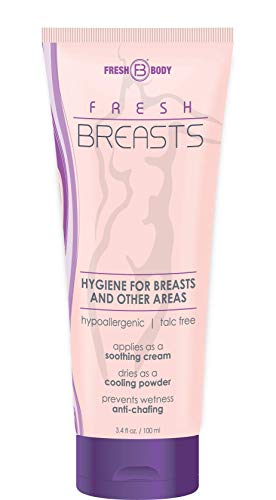 FRESH FB BODY
FRESH
BREASTS
HYGIENE FOR BREASTS
AND OTHER AREAS
hypoallergenic | talc free
applies as a
soothing cream
dries as a
cooling powder
prevents wetness
anti-chafing
3.4 fl. oz. / 100 ml